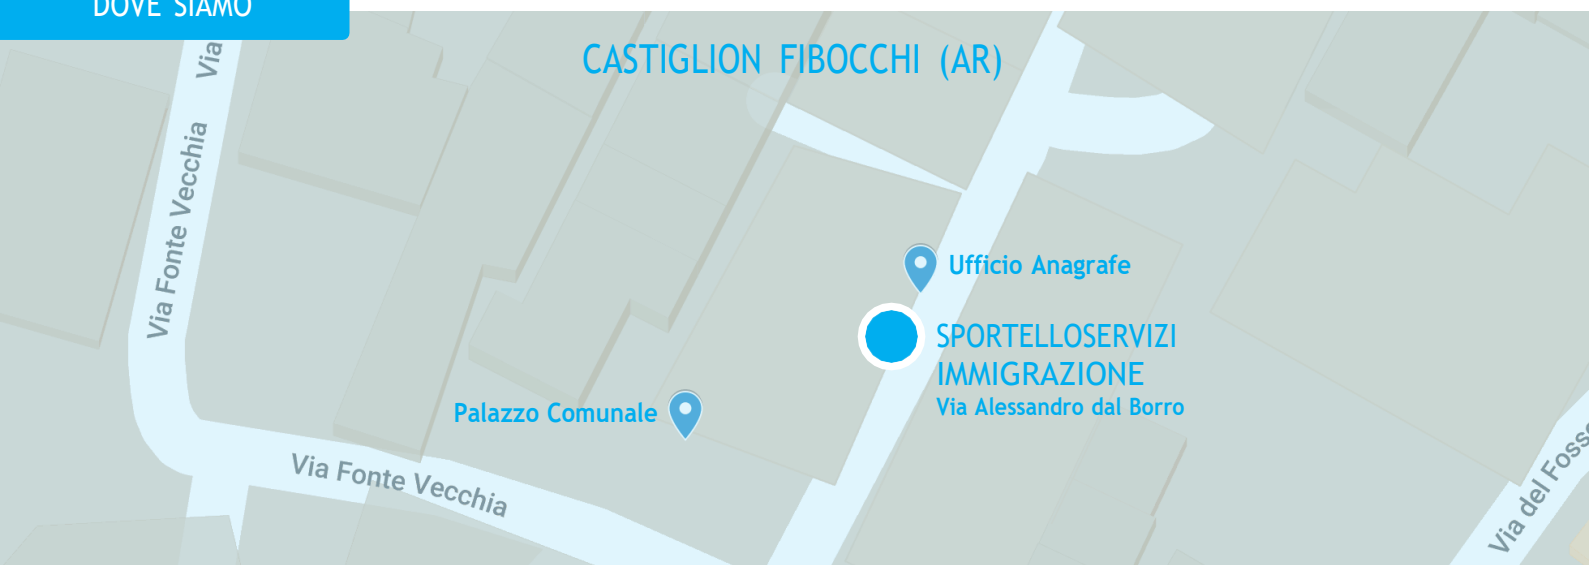 DOVE SIAMO
CASTIGLION FIBOCCHI (AR)
Via
Via Fonte Vecchia
Ufficio Anagrafe
SPORTELLOSERVIZI
IMMIGRAZIONE
Via Alessandro dal Borro
Palazzo Comunale
Via Fonte Vecchia
Via del Fosso